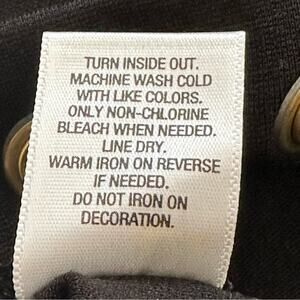 TURN INSIDE OUT.
MACHINE WASH COLD
WITH LIKE COLORS.
ONLY NON-CHLORINE
BLEACH WHEN NEEDED.
LINE DRY.
WARM IRON ON REVERSE
IF NEEDED.
DO NOT IRON ON
DECORATION.